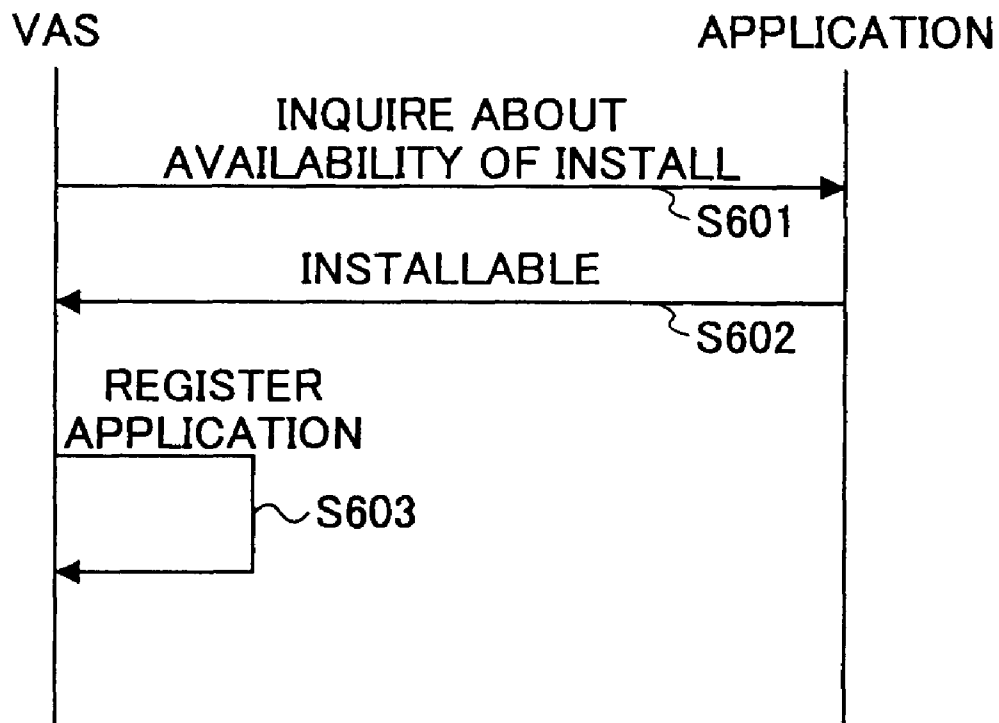 VAS
APPLICATION
INQUIRE ABOUT
AVAILABILITY OF INSTALL
S601
INSTALLABLE
S602
REGISTER
APPLICATION
S603